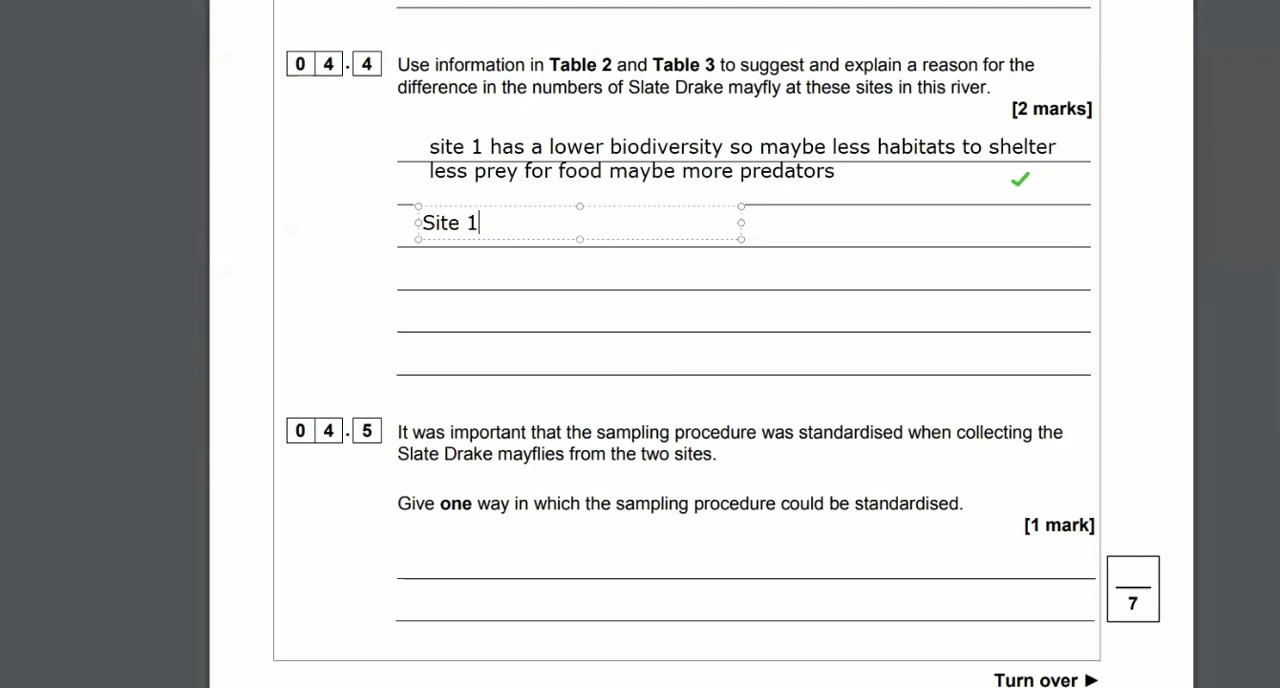 04.4 Use information in Table 2 and Table 3 to suggest and explain a reason for the
difference in the numbers of Slate Drake mayfly at these sites in this river.
[2 marks]
site 1 has a lower biodiversity so maybe less habitats to shelter
less prey for food maybe more predators
Site 1
04.5 It was important that the sampling procedure was standardised when collecting the
Slate Drake mayflies from the two sites.
Give one way in which the sampling procedure could be standardised.
[1 mark]
7
Turn over ►